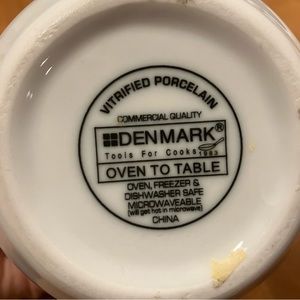 VITRIFIED PORCELAIN
COMMERCIAL QUALITY
DENMARK®
Tools For Cooks
OVEN TO TABLE
OVEN, FREEZER &
DISHWASHER SAFE
MICROWAVEABLE
(will get hot in microwave)
CHINA